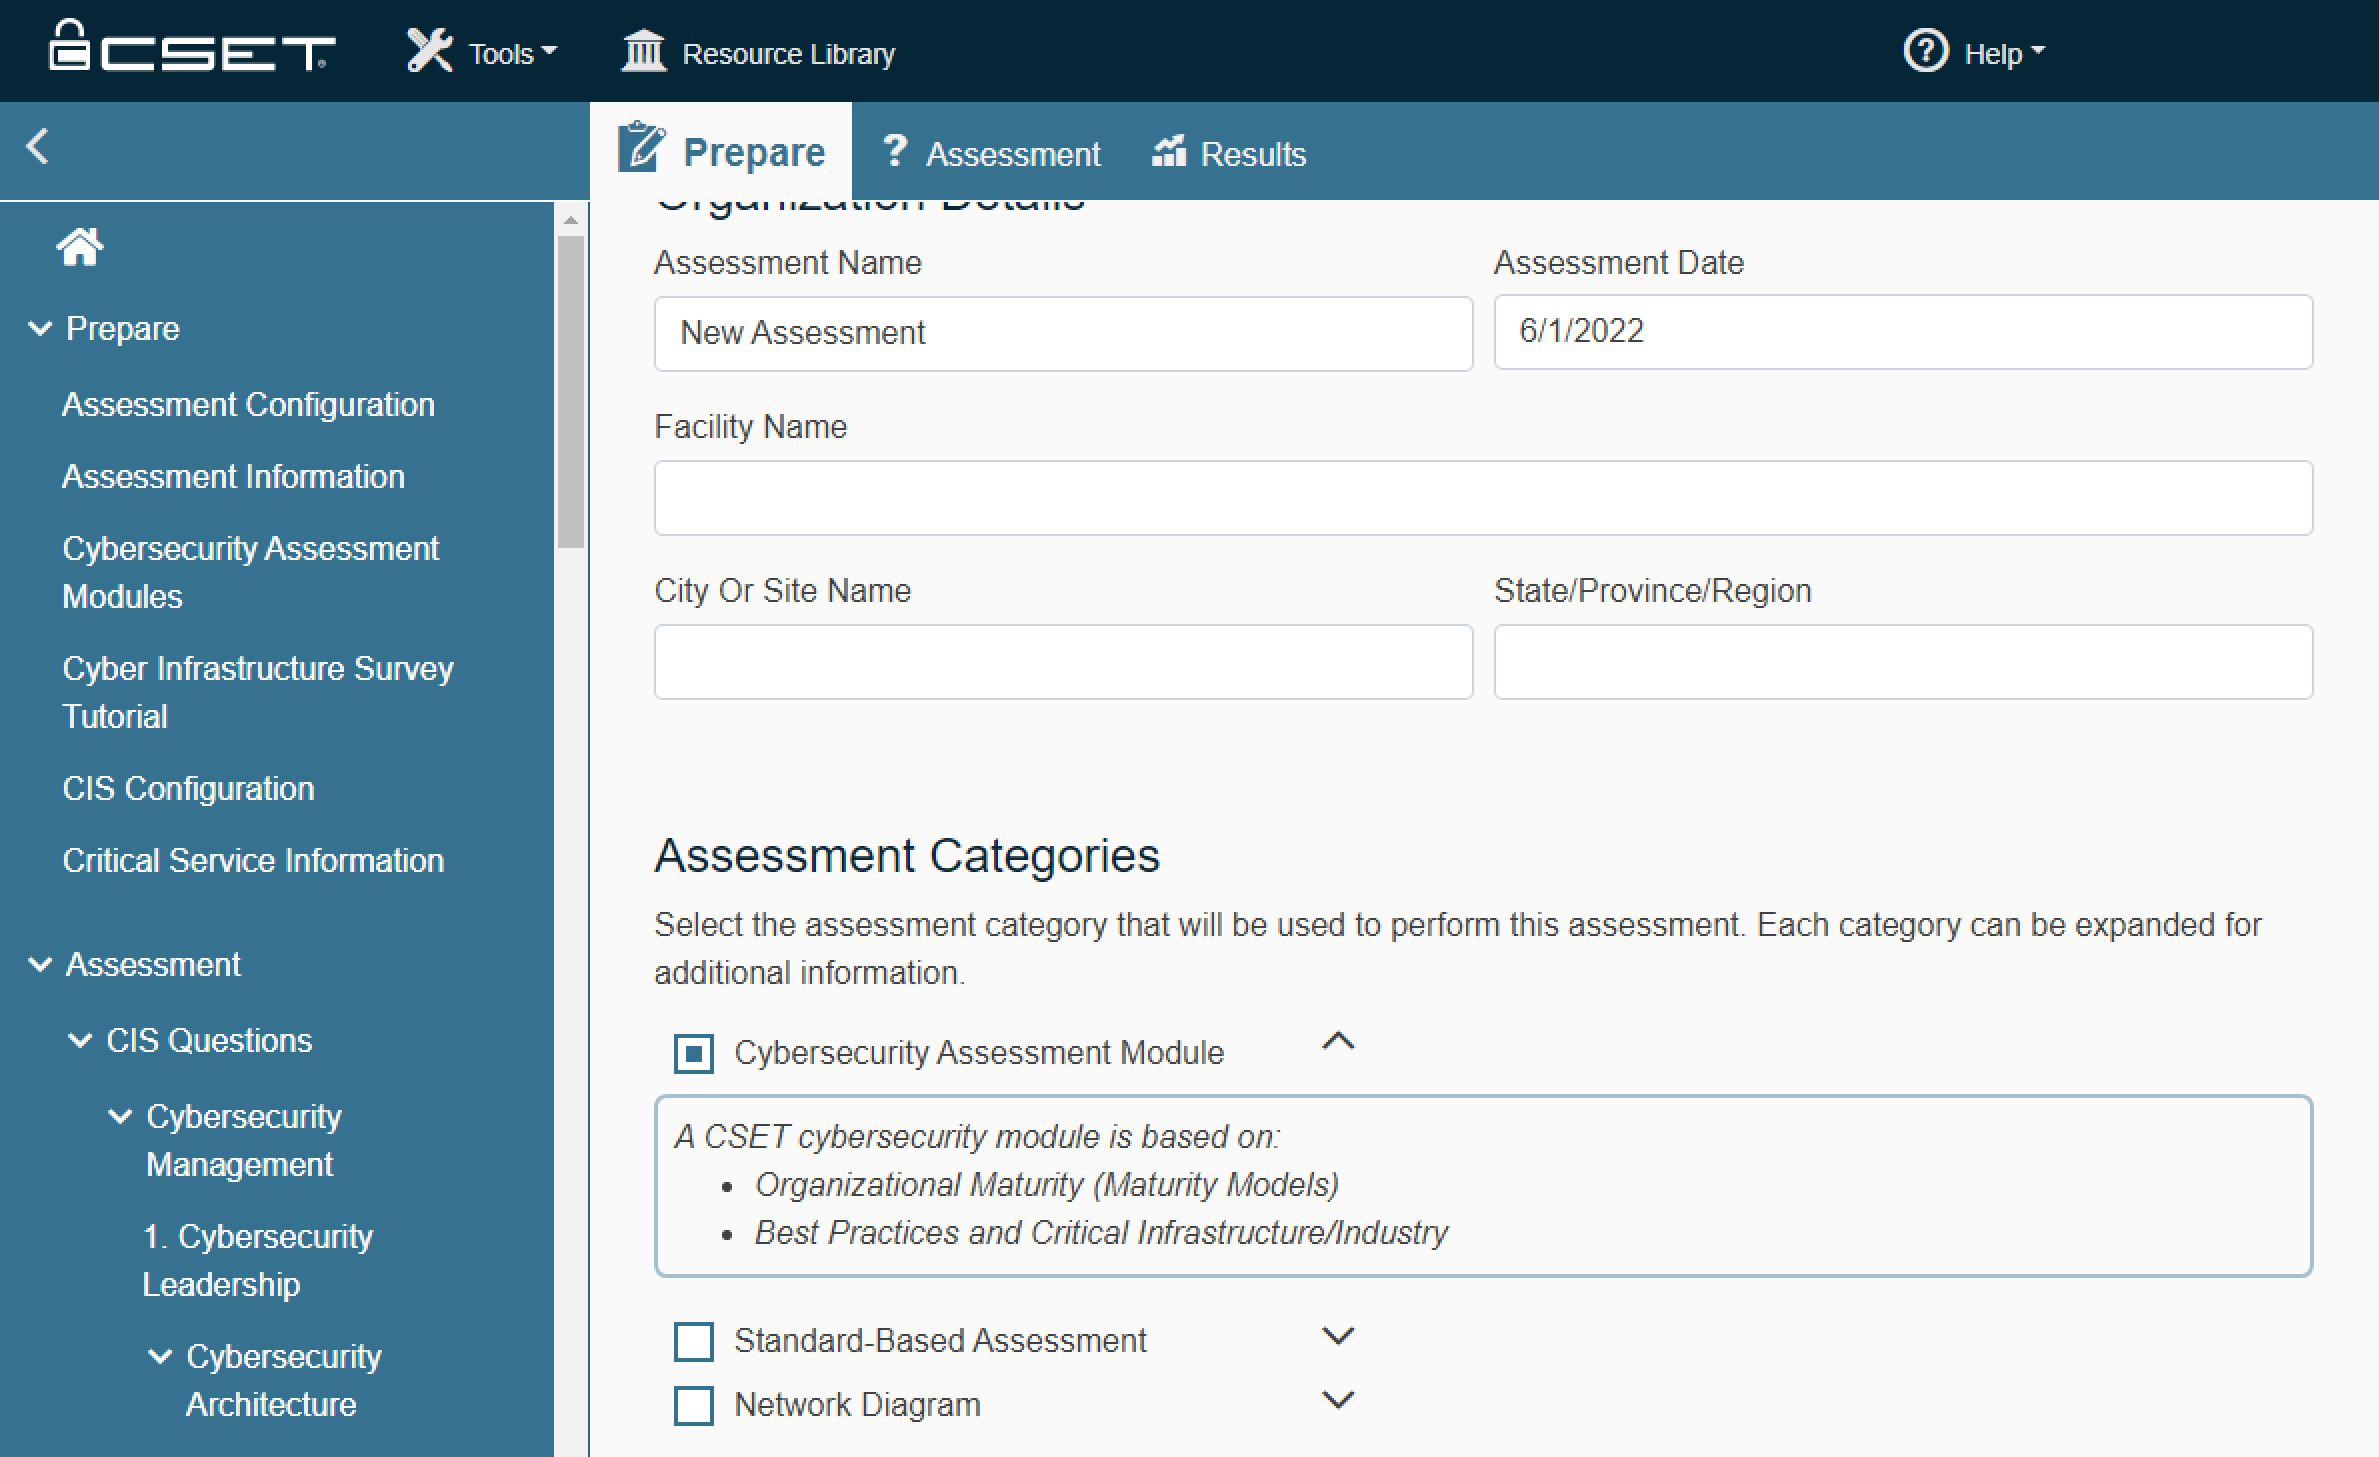 CSET
Tools
Resource Library
Help
Prepare
Assessment
Results
Prepare
Assessment Configuration
Assessment Information
Cybersecurity Assessment
Modules
Cyber Infrastructure Survey
Tutorial
CIS Configuration
Critical Service Information
Assessment
CIS Questions
Cybersecurity
Management
1. Cybersecurity
Leadership
Cybersecurity
Architecture
Organization Details
Assessment Name
Assessment Date
New Assessment
6/1/2022
Facility Name
City Or Site Name
State/Province/Region
Assessment Categories
Select the assessment category that will be used to perform this assessment. Each category can be expanded for
additional information.
Cybersecurity Assessment Module
A CSET cybersecurity module is based on:
• Organizational Maturity (Maturity Models)
• Best Practices and Critical Infrastructure/Industry
Standard-Based Assessment
Network Diagram